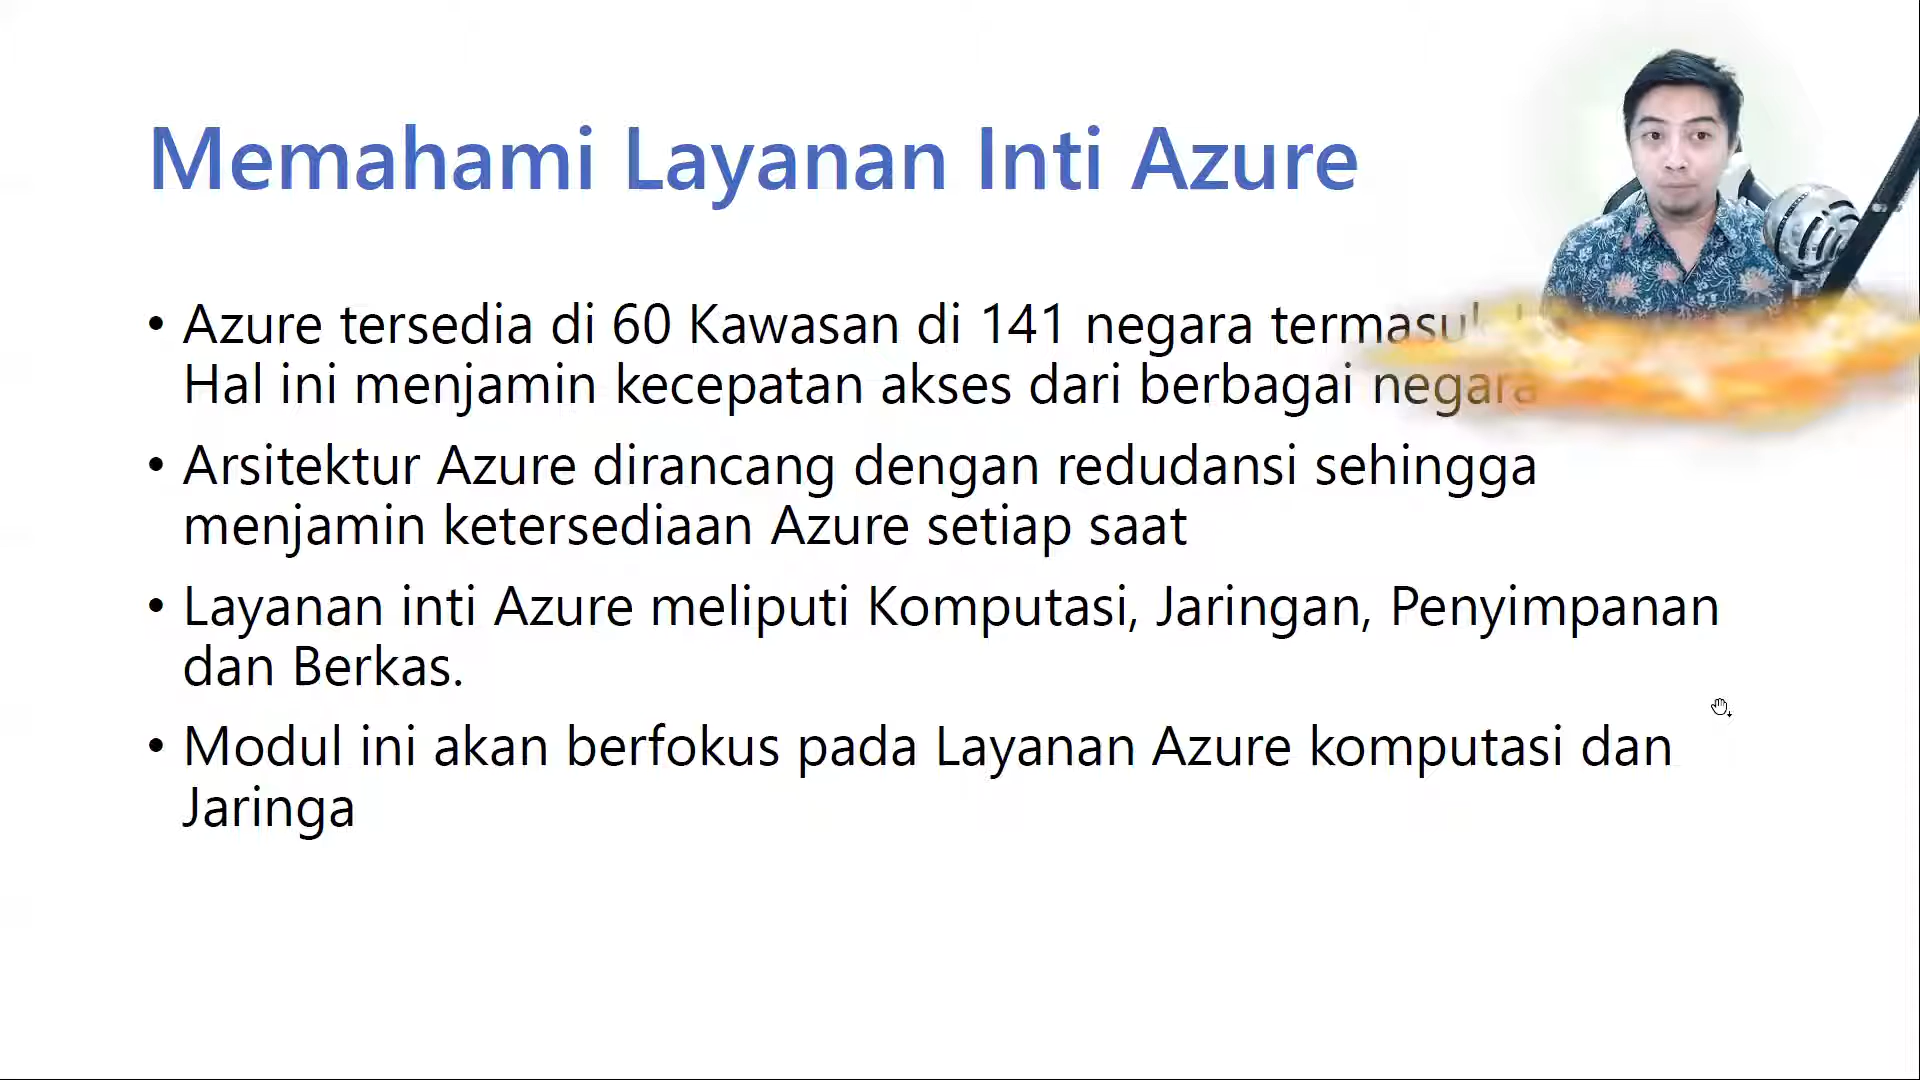 Memahami Layanan Inti Azure
• Azure tersedia di 60 Kawasan di 141 negara termasuk
Hal ini menjamin kecepatan akses dari berbagai negara
• Arsitektur Azure dirancang dengan redudansi sehingga
menjamin ketersediaan Azure setiap saat
• Layanan inti Azure meliputi Komputasi, Jaringan, Penyimpanan
dan Berkas.
• Modul ini akan berfokus pada Layanan Azure komputasi dan
Jaringa